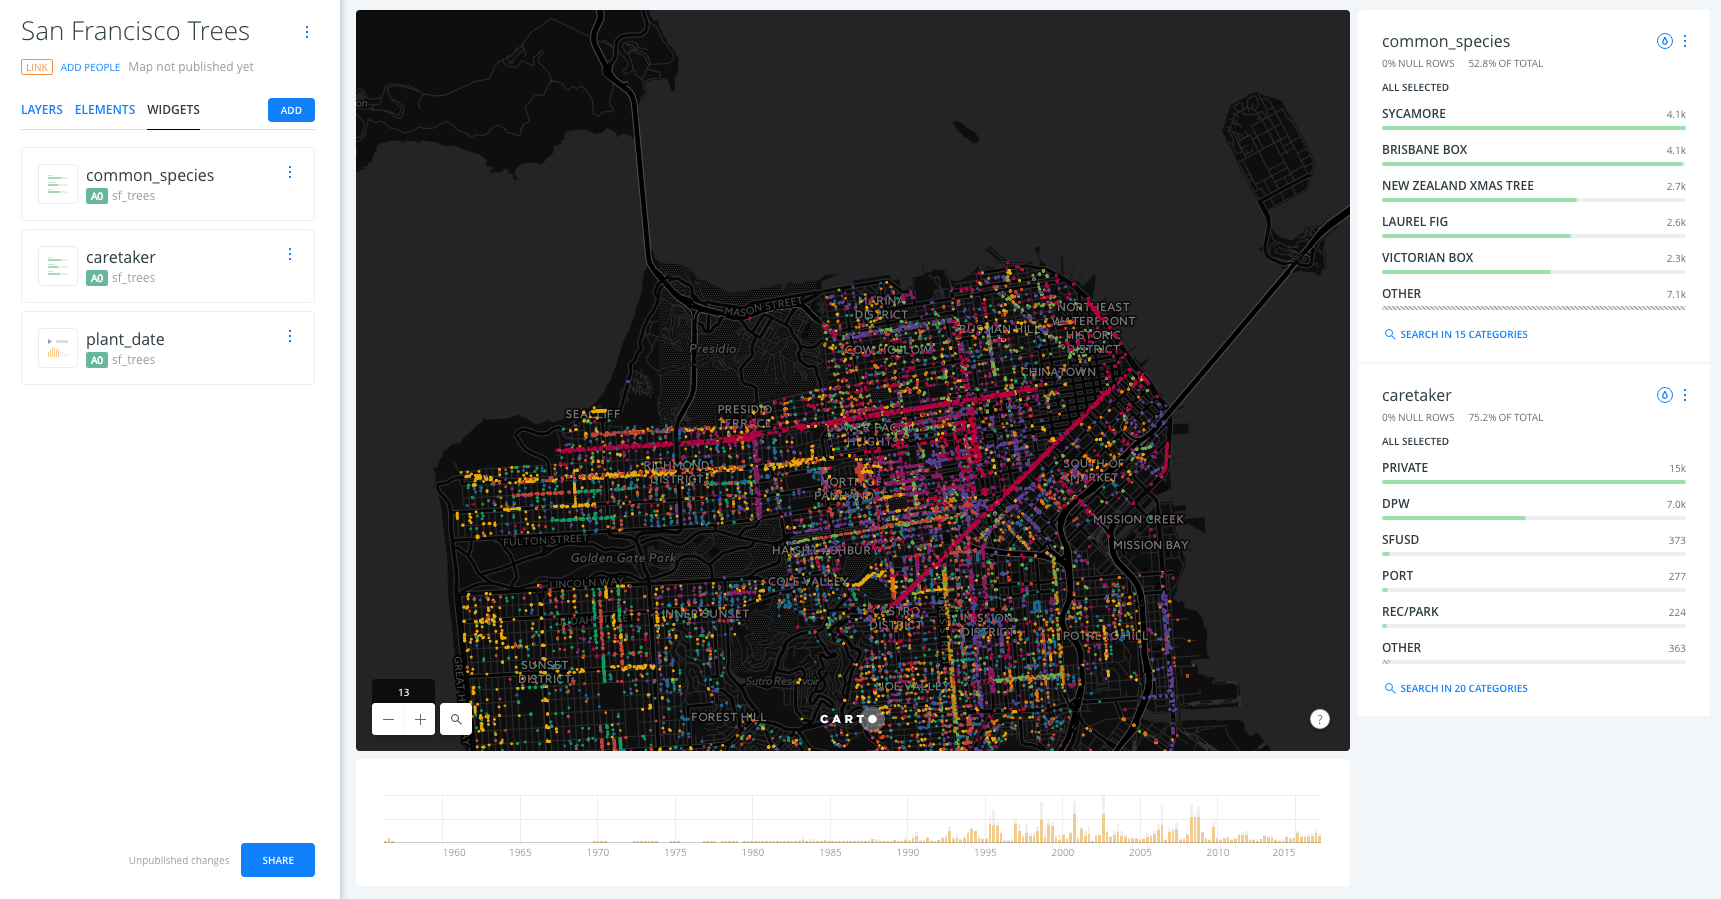 San Francisco Trees
LINK ADD PEOPLE Map not published yet
LAYERS ELEMENTS WIDGETS ADD
common_species
A0 sf_trees
caretaker
A0 sf_trees
plant_date
A0 sf_trees
Unpublished changes SHARE
MARINA
DISTRICT
NORTHEAST
WATERFRONT
HISTORIC
DISTRICT
MASON STREET
RUSSIAN HILL
Presidio
COW HOLLOW
CHINATOWN
SEACLIFF
PRESIDIO
TERRACE
LOWER PACIFIC
HEIGHTS
RICHMOND
DISTRICT
SOUTH OF
MARKET
NORTH OF
PANHANDLE
MISSION CREEK
FULTON STREET
MISSION BAY
HAIGHT ASHBURY
Golden Gate Park
LINCOLN WAY
COLE VALLEY
INNER SUNSET
CASTRO
DISTRICT
MISSION
DISTRICT
POTRERO HILL
SUNSET
DISTRICT
Sutro Reservoir
NOE VALLEY
FOREST HILL
13
CARTO
?
1960 1965 1970 1975 1980 1985 1990 1995 2000 2005 2010 2015
common_species
0% NULL ROWS 52.8% OF TOTAL
ALL SELECTED
SYCAMORE 4.1k
BRISBANE BOX 4.1k
NEW ZEALAND XMAS TREE 2.7k
LAUREL FIG 2.6k
VICTORIAN BOX 2.3k
OTHER 7.1k
SEARCH IN 15 CATEGORIES
caretaker
0% NULL ROWS 75.2% OF TOTAL
ALL SELECTED
PRIVATE 15k
DPW 7.0k
SFUSD 373
PORT 277
REC/PARK 224
OTHER 363
SEARCH IN 20 CATEGORIES